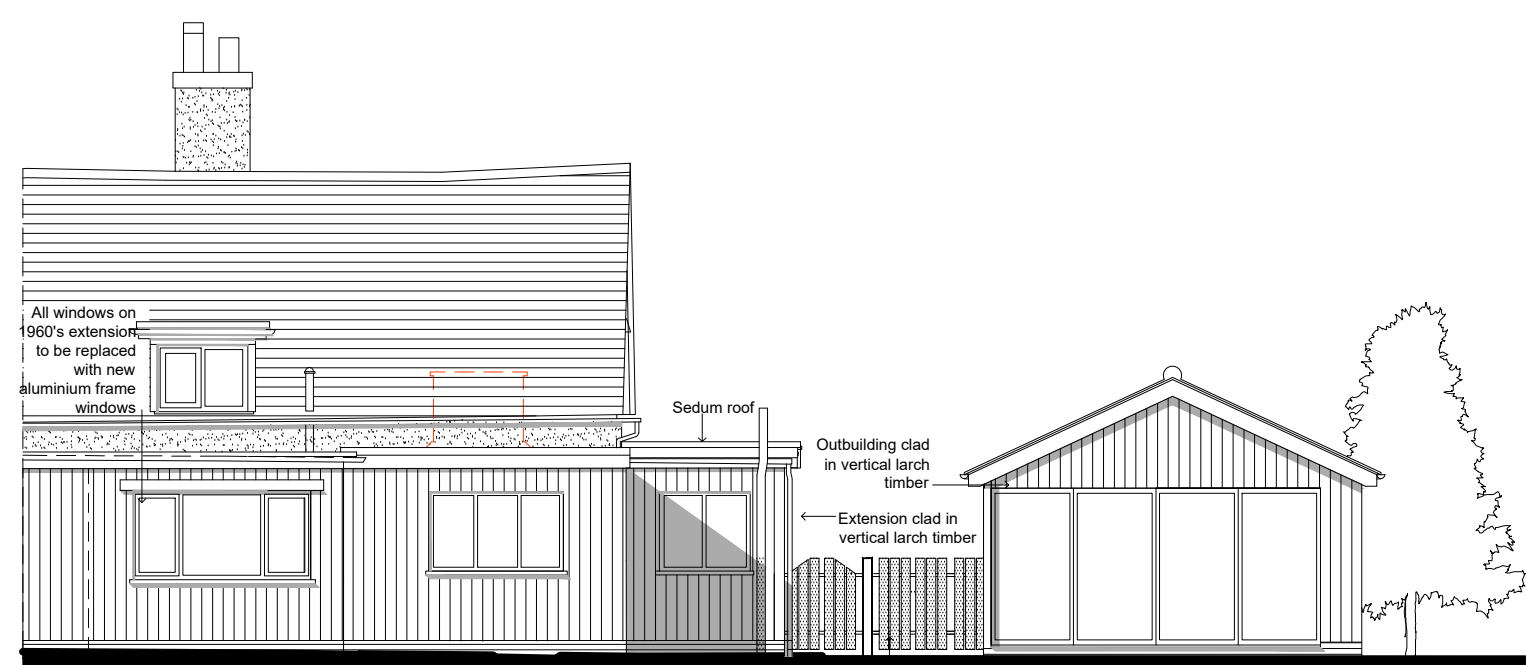 All windows on
1960's extension
to be replaced
with new
aluminium frame
windows
Sedum roof
Outbuilding clad
in vertical larch
timber
Extension clad in
vertical larch timber